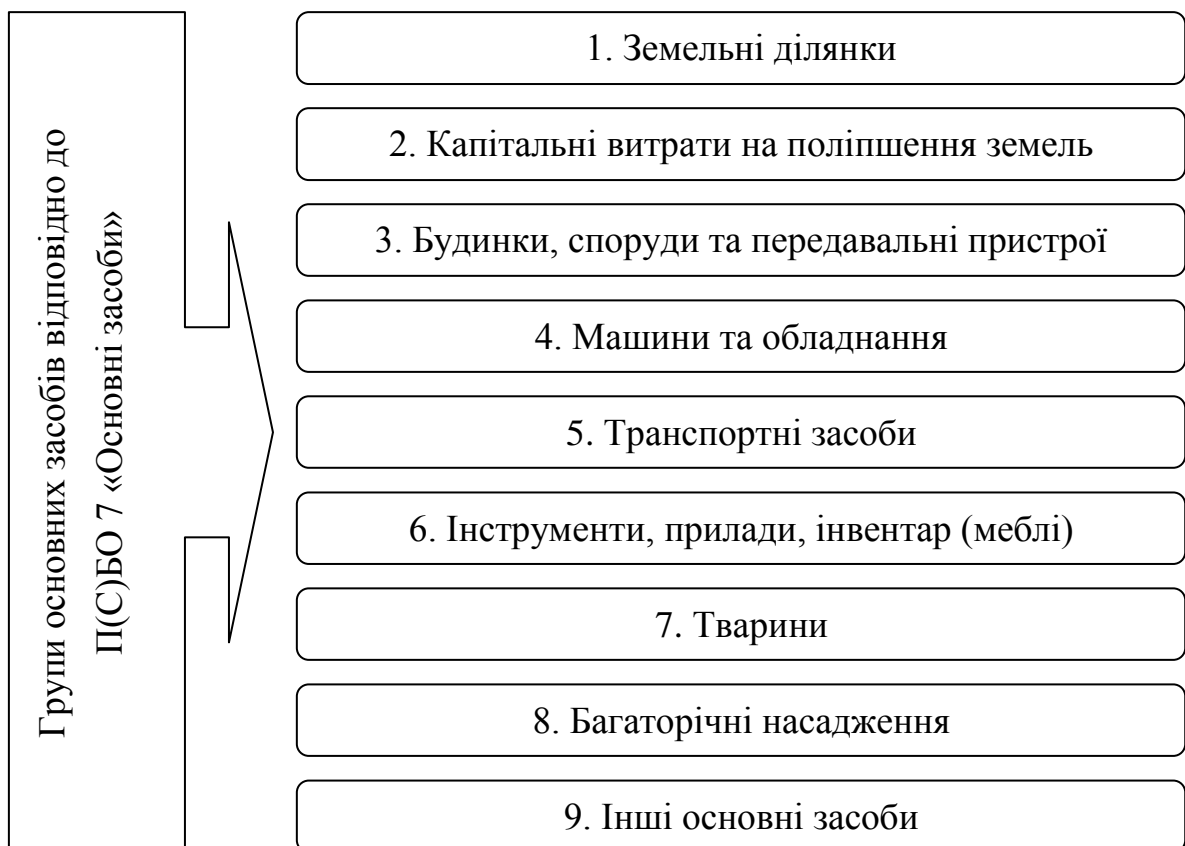 Групи основних засобів відповідно до
П(С)БО 7 «Основні засоби»
1. Земельні ділянки
2. Капітальні витрати на поліпшення земель
3. Будинки, споруди та передавальні пристрої
4. Машини та обладнання
5. Транспортні засоби
6. Інструменти, прилади, інвентар (меблі)
7. Тварини
8. Багаторічні насадження
9. Інші основні засоби